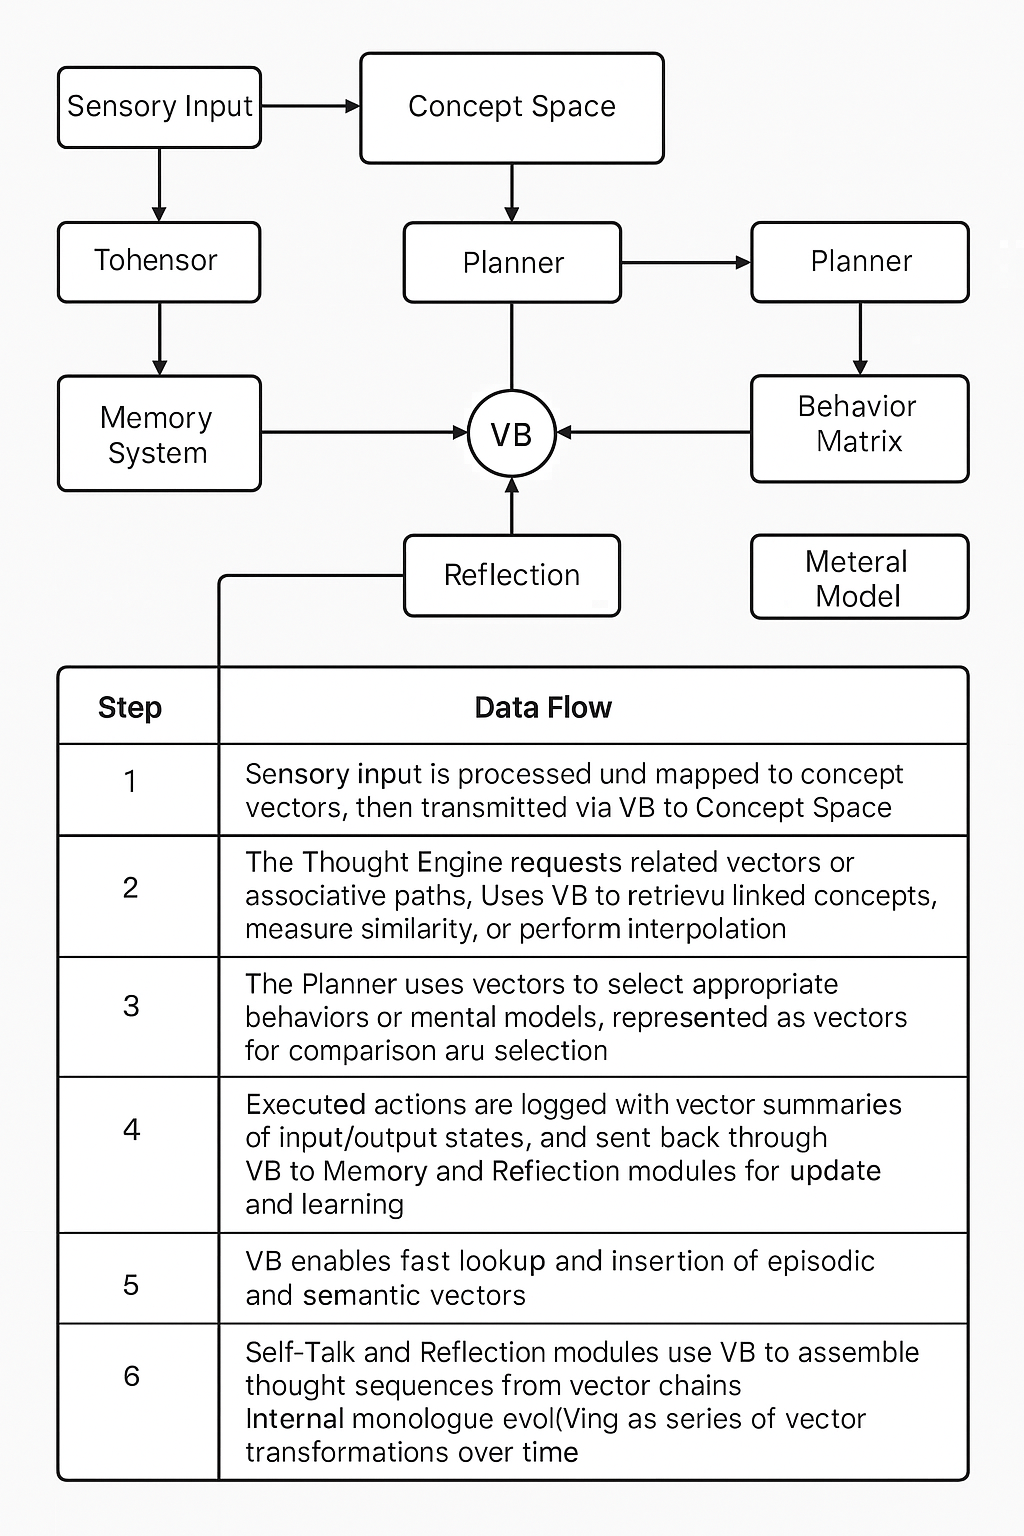 Sensory Input
Concept Space
Tohensor
Planner
Planner
Memory
System
VB
Behavior
Matrix
Reflection
Meteral
Model
Step
Data Flow
1
Sensory input is processed und mapped to concept
vectors, then transmitted via VB to Concept Space
2
The Thought Engine requests related vectors or
associative paths, Uses VB to retrievu linked concepts,
measure similarity, or perform interpolation
3
The Planner uses vectors to select appropriate
behaviors or mental models, represented as vectors
for comparison aru selection
4
Executed actions are logged with vector summaries
of input/output states, and sent back through
VB to Memory and Refiection modules for update
and learning
5
VB enables fast lookup and insertion of episodic
and semantic vectors
6
Self-Talk and Reflection modules use VB to assemble
thought sequences from vector chains
Internal monologue evol(Ving as series of vector
transformations over time